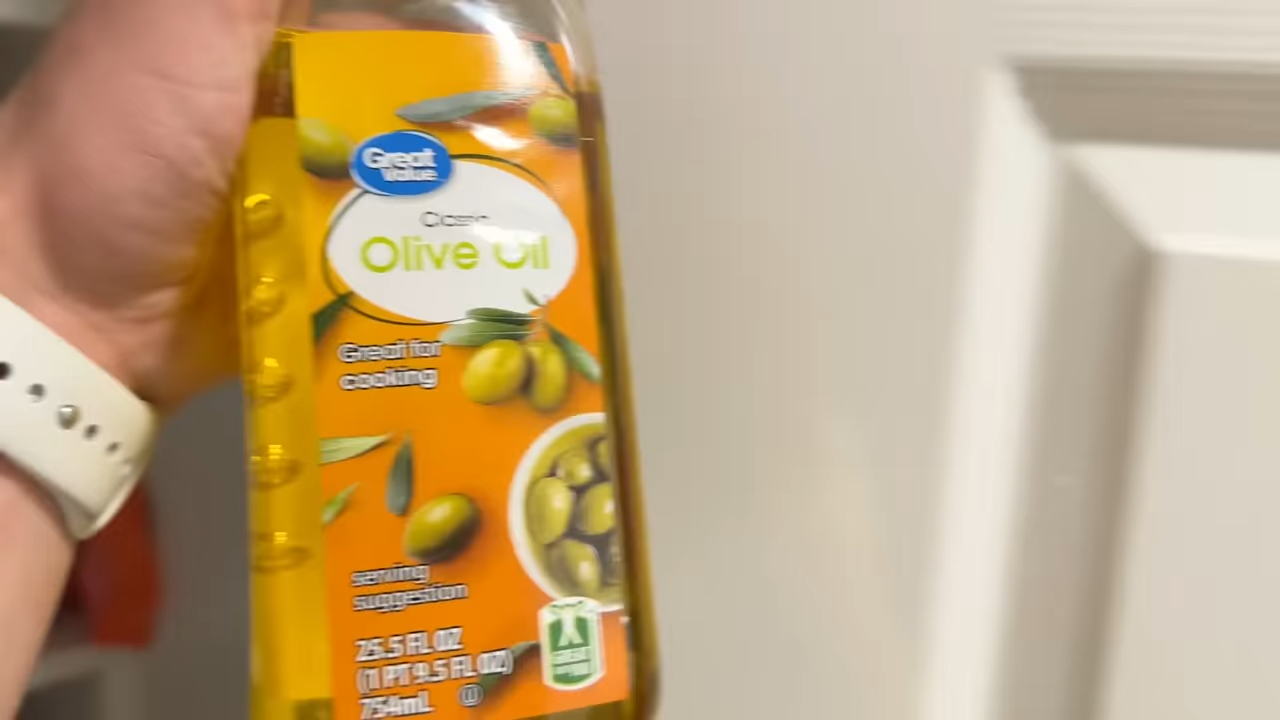 Great
Value
Classic
Olive Oil
Great for
cooking
serving
suggestion
25.5 FL OZ
(1 PT 9.5 FL OZ)
754mL